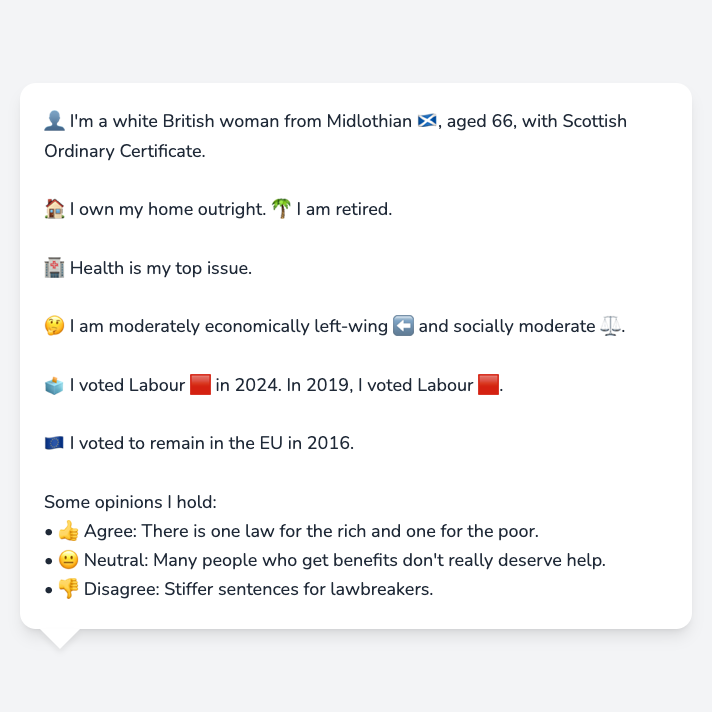 👤 I'm a white British woman from Midlothian 🏴󠁧󠁢󠁳󠁣󠁴󠁿, aged 66, with Scottish
Ordinary Certificate.
🏠 I own my home outright. 🌴 I am retired.
🏥 Health is my top issue.
🤔 I am moderately economically left-wing ⬅️ and socially moderate ⚖️.
🗳️ I voted Labour 🟥 in 2024. In 2019, I voted Labour 🟥.
🇪🇺 I voted to remain in the EU in 2016.
Some opinions I hold:
• 👍 Agree: There is one law for the rich and one for the poor.
• 😐 Neutral: Many people who get benefits don't really deserve help.
• 👎 Disagree: Stiffer sentences for lawbreakers.